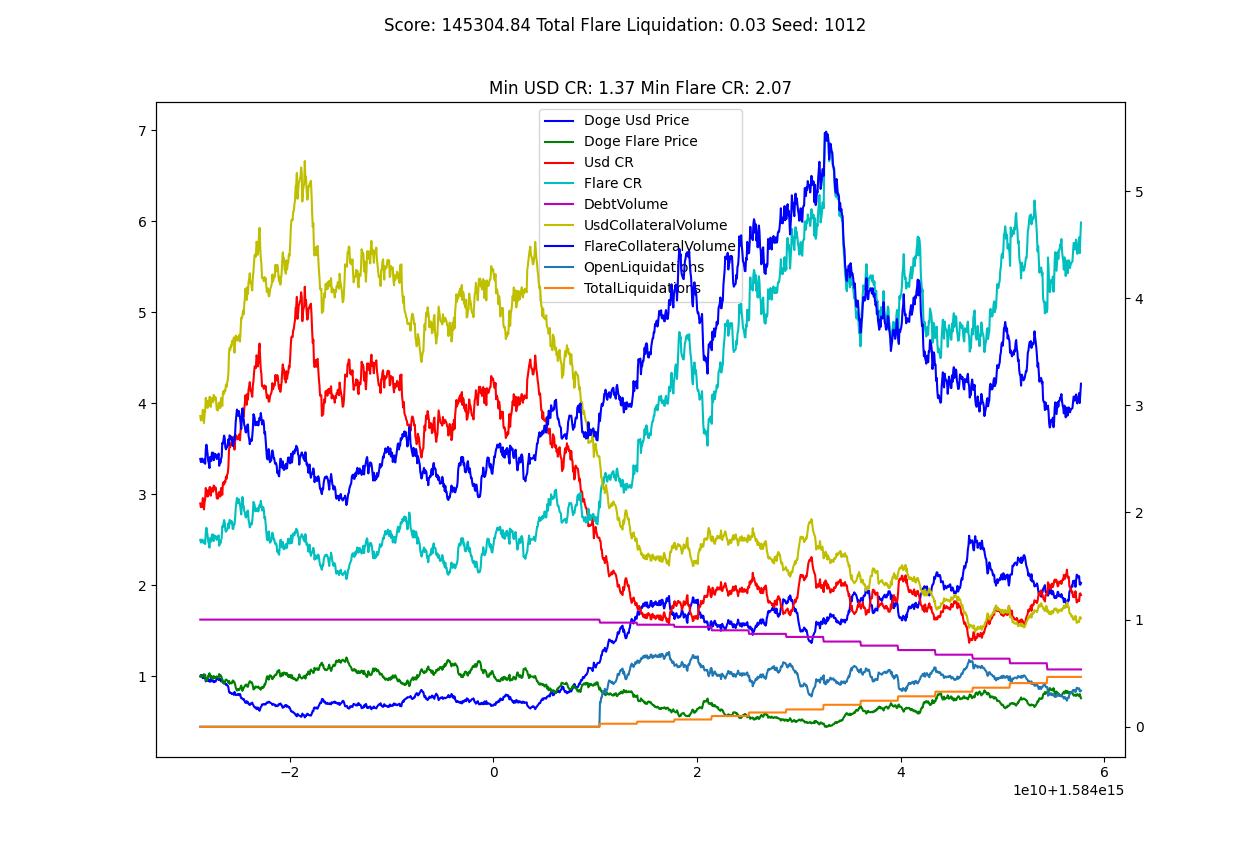 Score: 145304.84 Total Flare Liquidation: 0.03 Seed: 1012
Min USD CR: 1.37 Min Flare CR: 2.07
Doge Usd Price
Doge Flare Price
Usd CR
Flare CR
DebtVolume
UsdCollateralVolume
FlareCollateralVolume
OpenLiquidations
TotalLiquidations
7
6
5
4
3
2
1
5
4
3
2
1
0
−2
0
2
4
6
1e10+1.584e15